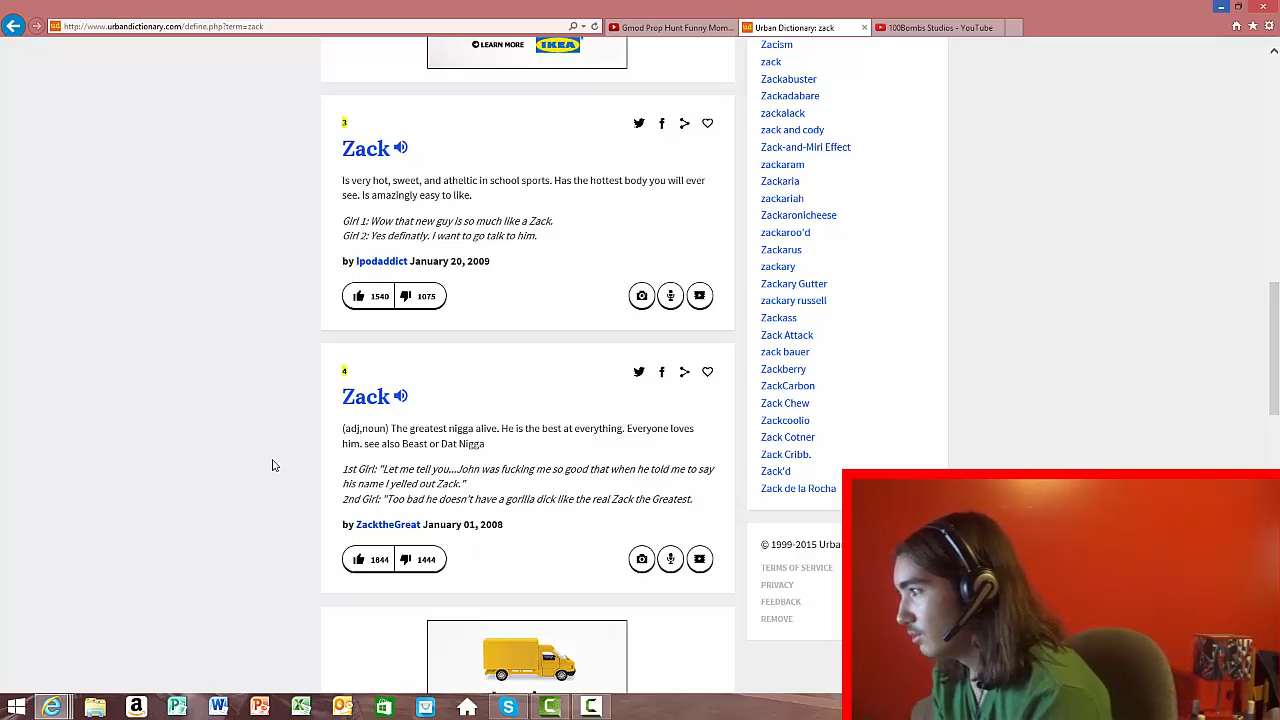 http://www.urbandictionary.com/define.php?term=zack
Gmod Prop Hunt Funny Mom...
Urban Dictionary: zack
100Bombs Studios - YouTube
LEARN MORE
IKEA
3
Zack
Is very hot, sweet, and atheltic in school sports. Has the hottest body you will ever
see. Is amazingly easy to like.
Girl 1: Wow that new guy is so much like a Zack.
Girl 2: Yes definatly. I want to go talk to him.
by Ipodaddict January 20, 2009
1540
1075
4
Zack
(adj,noun) The greatest nigga alive. He is the best at everything. Everyone loves
him. see also Beast or Dat Nigga
1st Girl: "Let me tell you...John was fucking me so good that when he told me to say
his name I yelled out Zack."
2nd Girl: "Too bad he doesn't have a gorilla dick like the real Zack the Greatest.
by ZacktheGreat January 01, 2008
1844
1444
Zacism
zack
Zackabuster
Zackadabare
zackalack
zack and cody
Zack-and-Miri Effect
zackaram
Zackaria
zackariah
Zackaronicheese
zackaroo'd
Zackarus
zackary
Zackary Gutter
zackary russell
Zackass
Zack Attack
zack bauer
Zackberry
ZackCarbon
Zack Chew
Zackcoolio
Zack Cotner
Zack Cribb.
Zack'd
Zack de la Rocha
© 1999-2015 Urba
TERMS OF SERVICE
PRIVACY
FEEDBACK
REMOVE